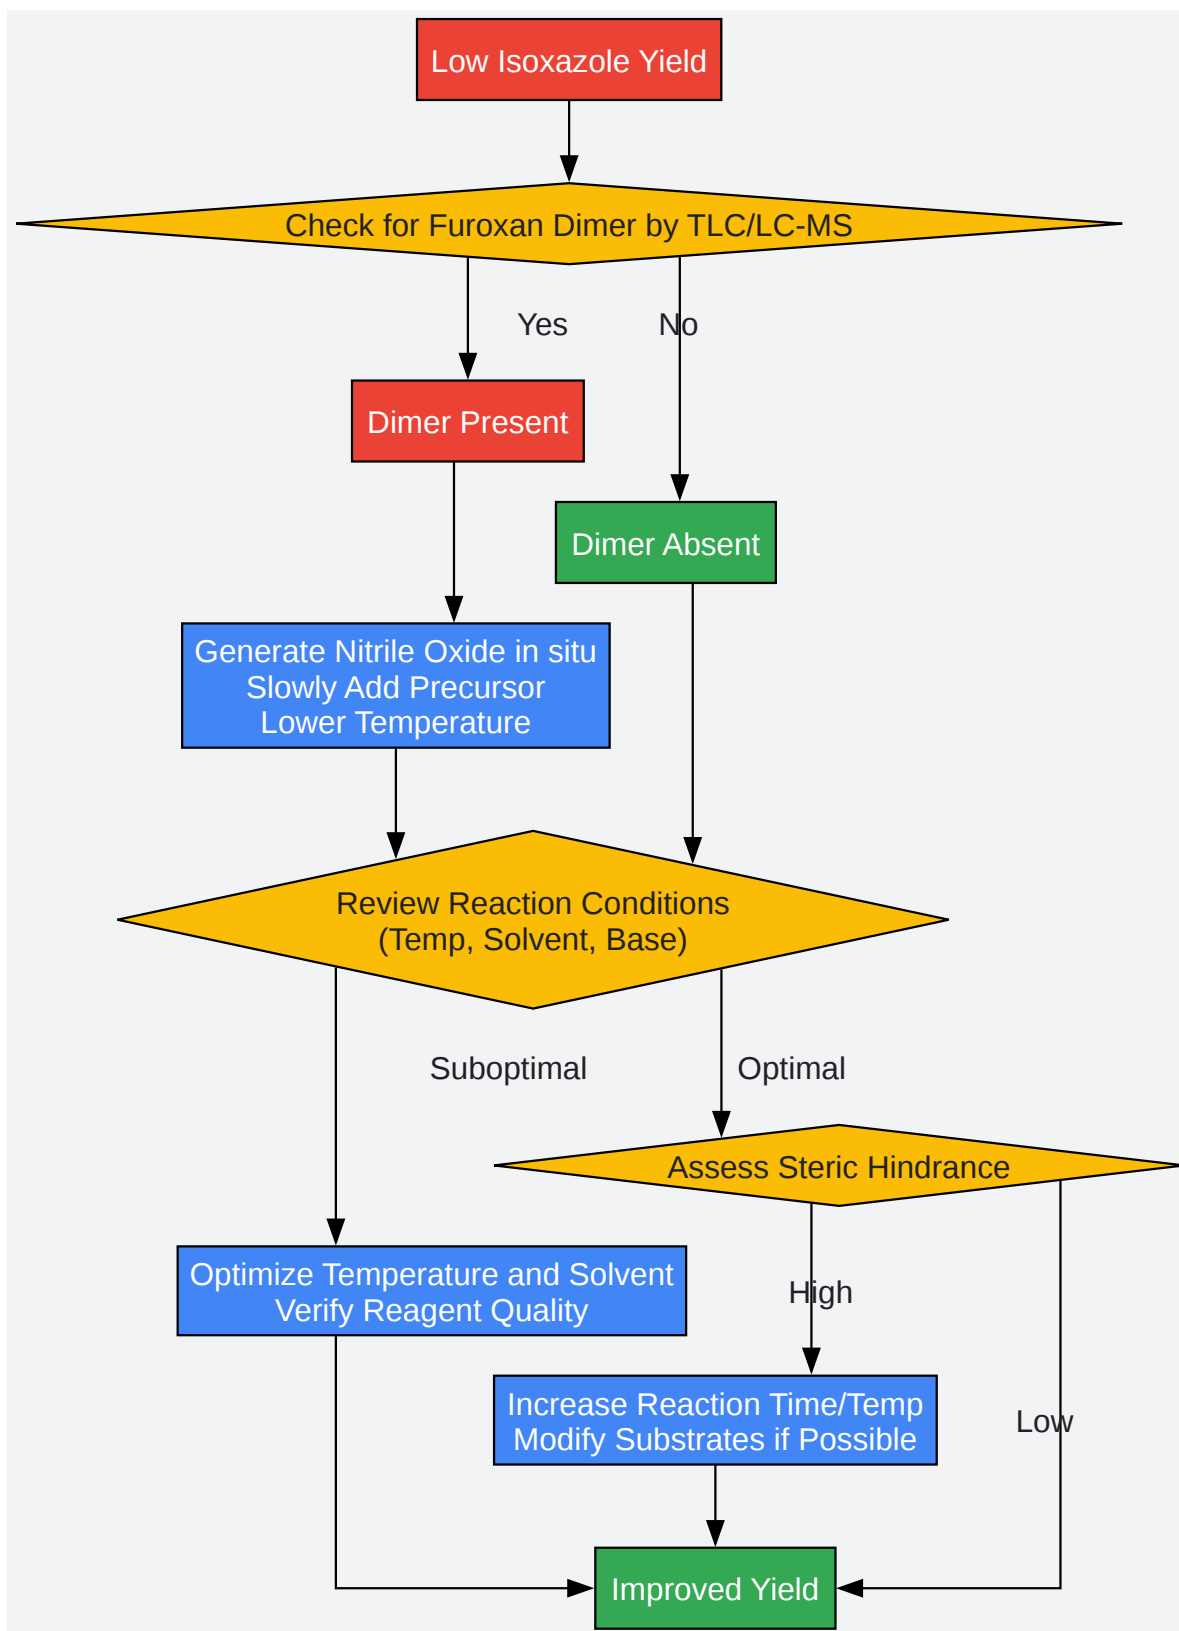 Low Isoxazole Yield
Check for Furoxan Dimer by TLC/LC-MS
Yes
No
Dimer Present
Dimer Absent
Generate Nitrile Oxide in situ
Slowly Add Precursor
Lower Temperature
Review Reaction Conditions
(Temp, Solvent, Base)
Suboptimal
Optimal
Assess Steric Hindrance
Optimize Temperature and Solvent
Verify Reagent Quality
High
Increase Reaction Time/Temp
Modify Substrates if Possible
Low
Improved Yield